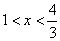 1 < x < 4/3